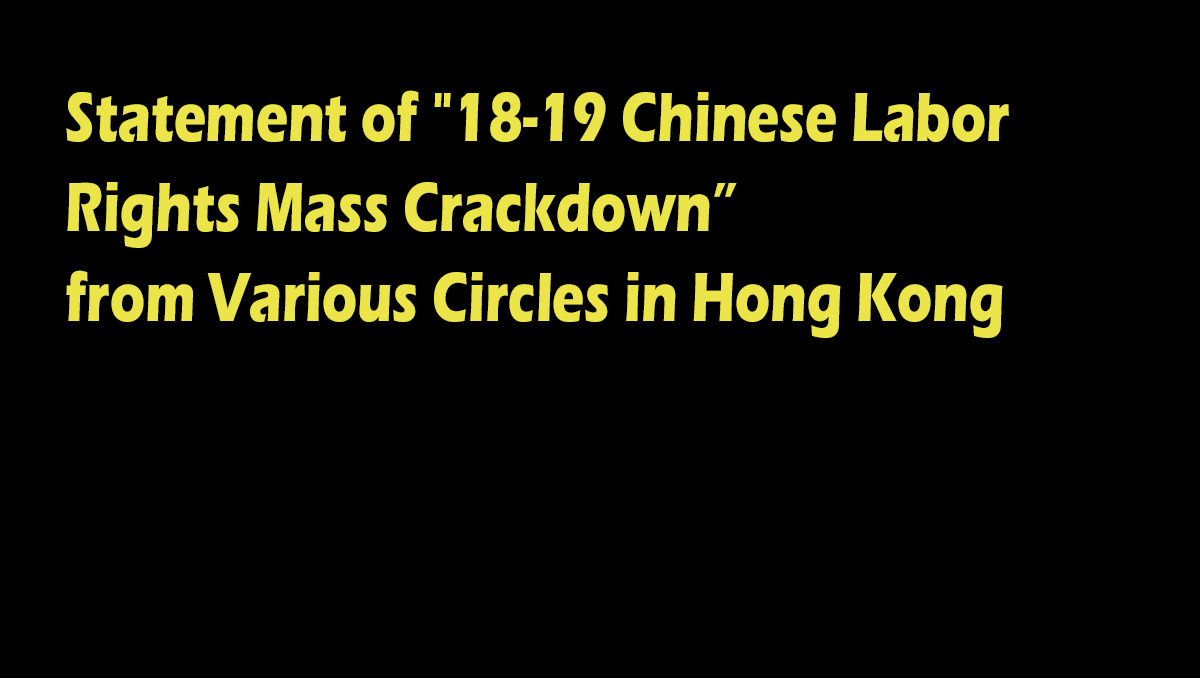 Statement of "18-19 Chinese Labor
Rights Mass Crackdown”
from Various Circles in Hong Kong